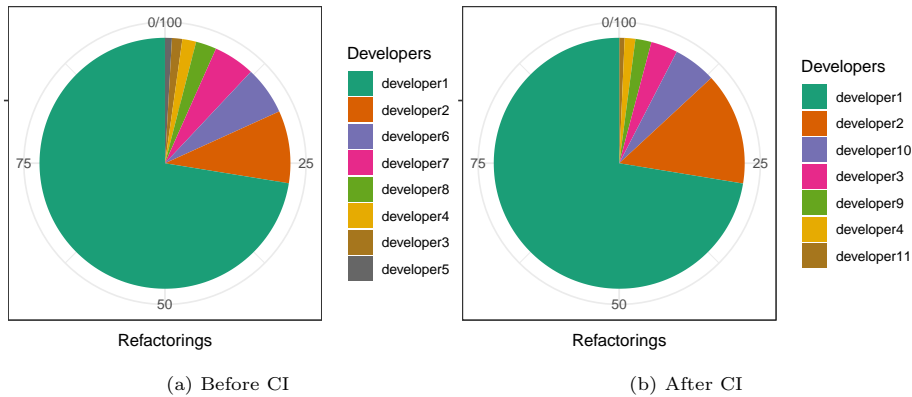 0/100
25
50
75
Refactorings
Developers
developer1
developer2
developer6
developer7
developer8
developer4
developer3
developer5
(a) Before CI
0/100
25
50
75
Refactorings
Developers
developer1
developer2
developer10
developer3
developer9
developer4
developer11
(b) After CI